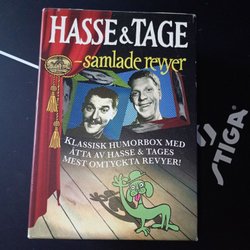 HASSE & TAGE
– samlade revyer
KLASSISK HUMORBOX MED
ÅTTA AV HASSE & TAGES
MEST OMTYCKTA REVYER!
STIGA